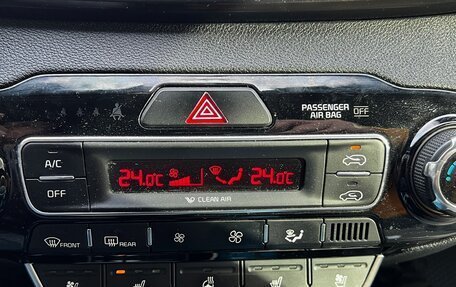 PASSENGER
AIR BAG OFF
A/C
24.0C 24.0C
OFF
CLEAN AIR
FRONT
REAR